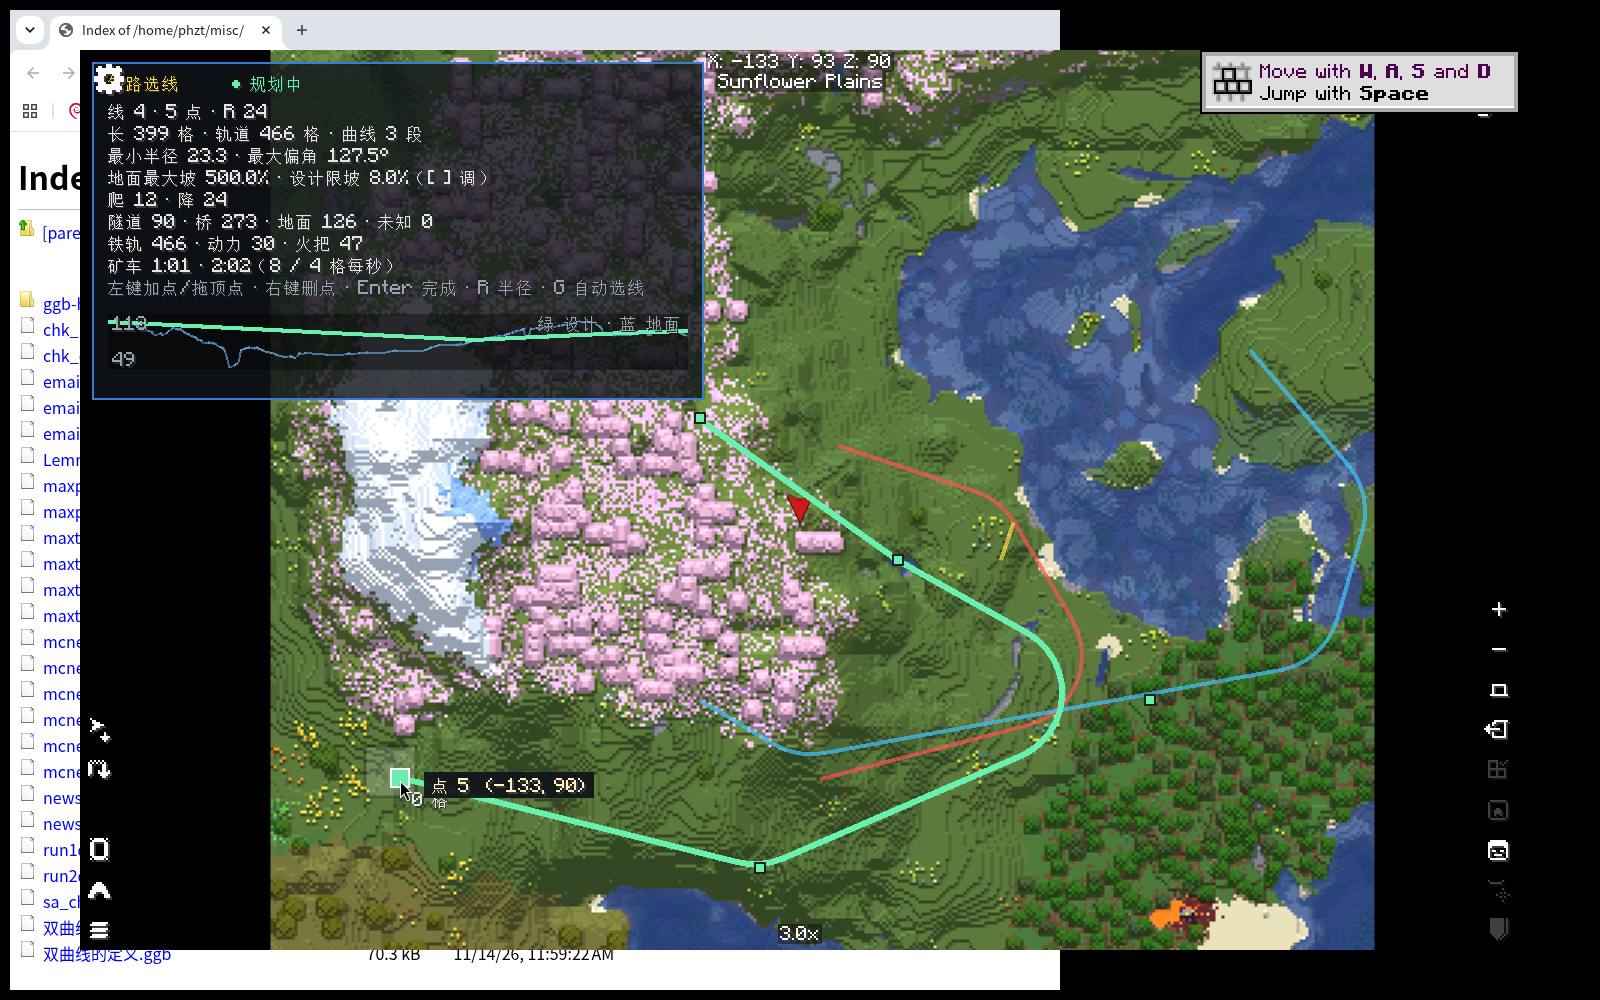 Index of /home/phzt/misc/
路选线 ● 规划中
线 4 · 5 点 · R 24
长 399 格 · 轨道 466 格 · 曲线 3 段
最小半径 23.3 · 最大偏角 127.5°
地面最大坡 500.0% · 设计限坡 8.0% ([ ] 调)
爬 12 · 降 24
隧道 90 · 桥 273 · 地面 126 · 未知 0
铁轨 466 · 动力 30 · 火把 47
矿车 1:01 · 2:02 (8 / 4 格每秒)
左键加点/拖顶点 · 右键删点 · Enter 完成 · R 半径 · G 自动选线
绿 设计 · 蓝 地面
49
X: -133 Y: 93 Z: 90
Sunflower Plains
Move with W, A, S and D
Jump with Space
Inde
[pare
ggb-h
chk_
chk_
emai
emai
emai
Lemm
maxp
maxp
maxt
maxt
maxt
maxt
mcne
mcne
mcne
mcne
mcne
mcne
news
news
run1
run2
sa_c
双曲线
双曲线的定义.ggb 70.3 kB 11/14/26, 11:59:22 AM
点 5 (-133, 90)
0 格
3.0x